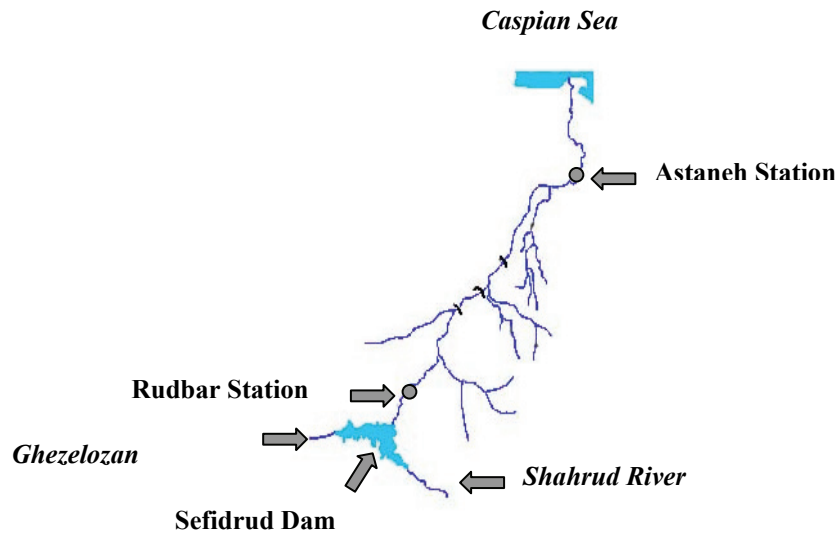 Caspian Sea
Astaneh Station
Rudbar Station
Ghezelozan
Shahrud River
Sefidrud Dam